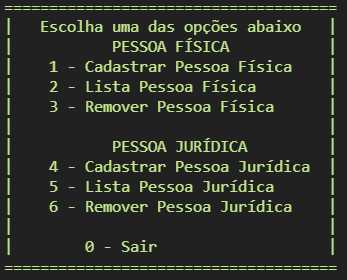 =====================================
|   Escolha uma das opções abaixo   |
|           PESSOA FÍSICA           |
|    1 - Cadastrar Pessoa Física    |
|    2 - Lista Pessoa Física        |
|    3 - Remover Pessoa Física      |
|                                   |
|           PESSOA JURÍDICA         |
|    4 - Cadastrar Pessoa Jurídica  |
|    5 - Lista Pessoa Jurídica      |
|    6 - Remover Pessoa Jurídica    |
|                                   |
|        0 - Sair                   |
=====================================